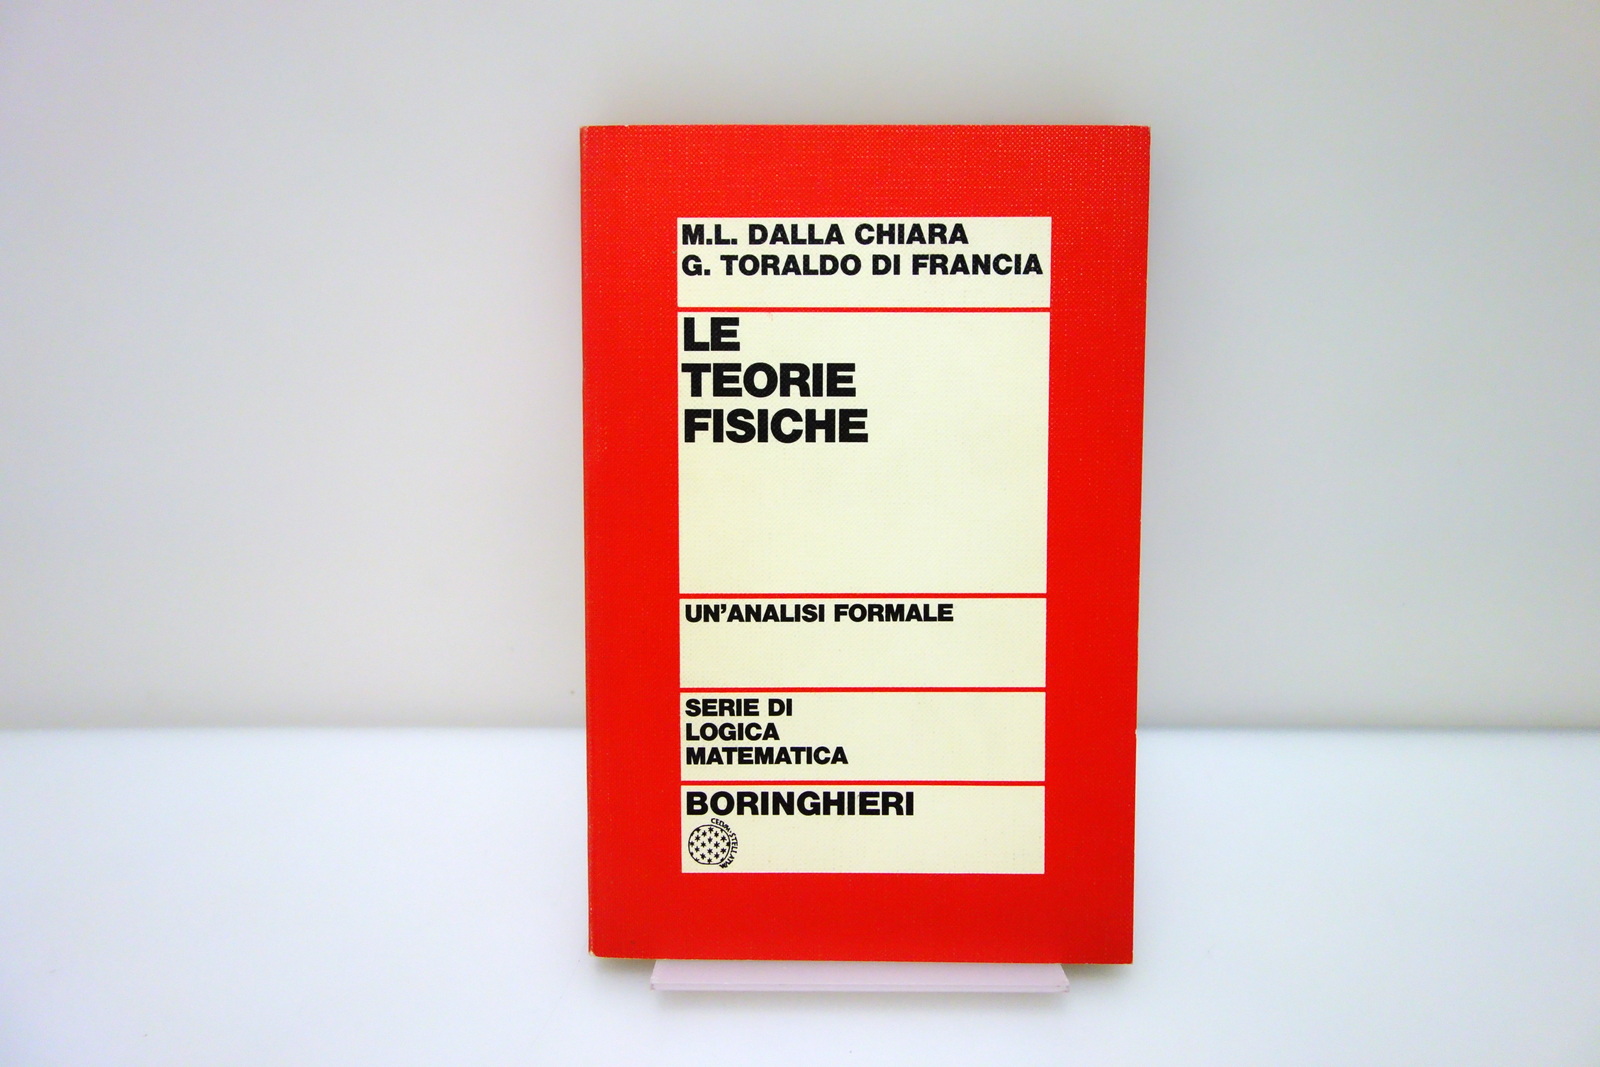 M.L. DALLA CHIARA
G. TORALDO DI FRANCIA
LE
TEORIE
FISICHE
UN'ANALISI FORMALE
SERIE DI
LOGICA
MATEMATICA
BORINGHIERI